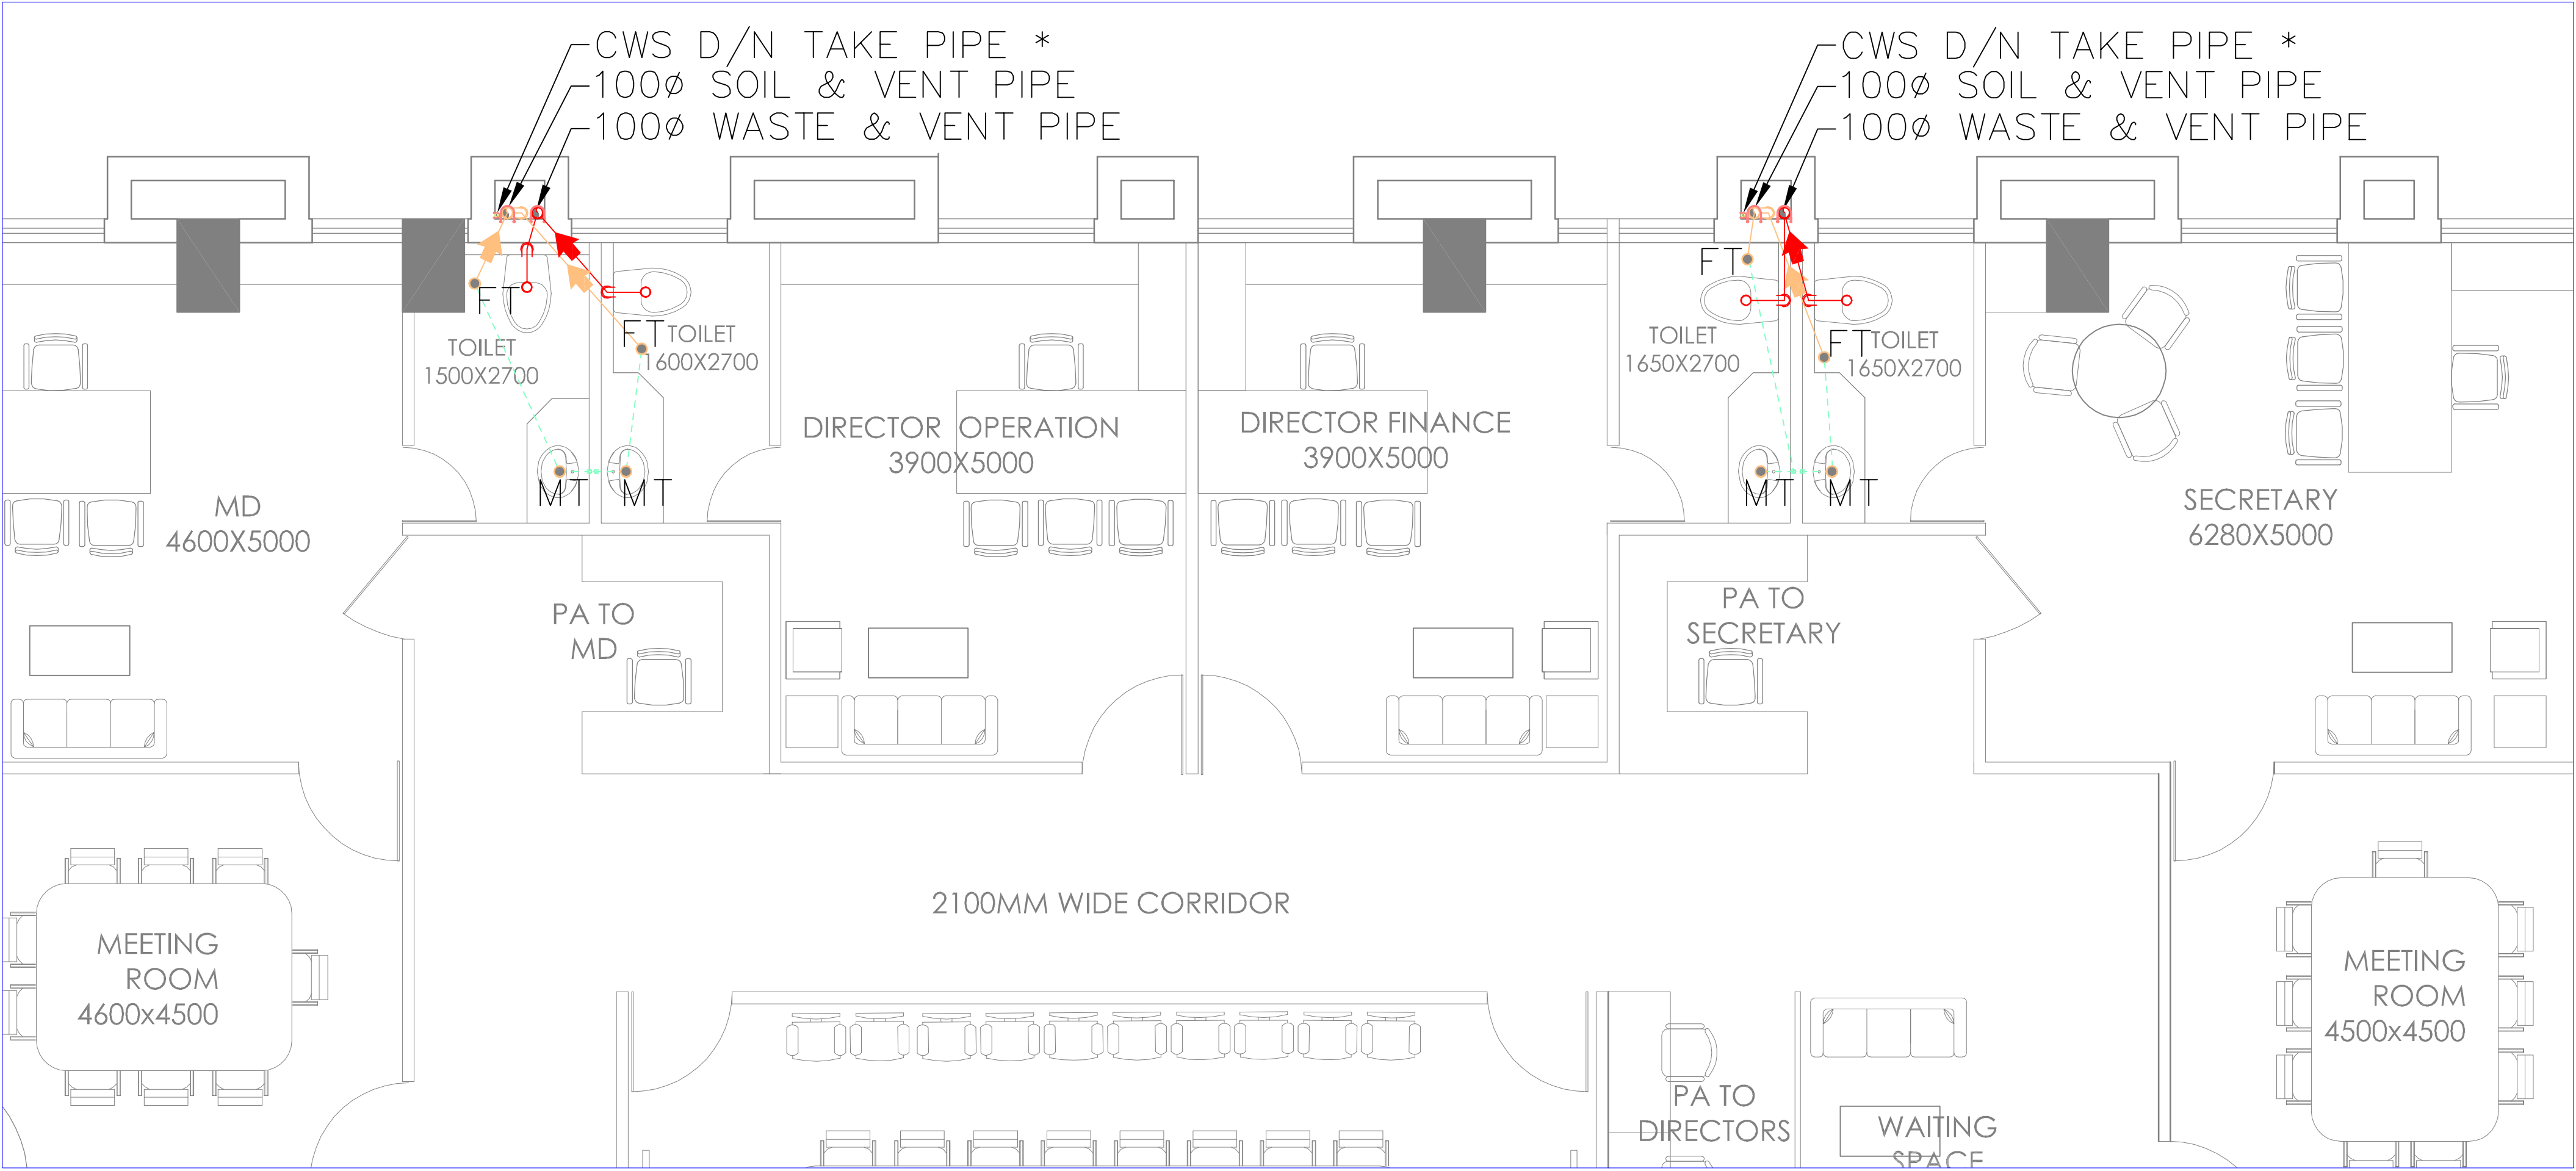 CWS D/N TAKE PIPE *
100ø SOIL & VENT PIPE
100ø WASTE & VENT PIPE
CWS D/N TAKE PIPE *
100ø SOIL & VENT PIPE
100ø WASTE & VENT PIPE
FT
TOILET
1500X2700
FT
TOILET
1600X2700
MT
MT
FT
TOILET
1650X2700
FT
TOILET
1650X2700
MT
MT
MD
4600X5000
DIRECTOR OPERATION
3900X5000
DIRECTOR FINANCE
3900X5000
SECRETARY
6280X5000
PA TO
MD
PA TO
SECRETARY
2100MM WIDE CORRIDOR
MEETING
ROOM
4600x4500
MEETING
ROOM
4500x4500
PA TO
DIRECTORS
WAITING
SPACE